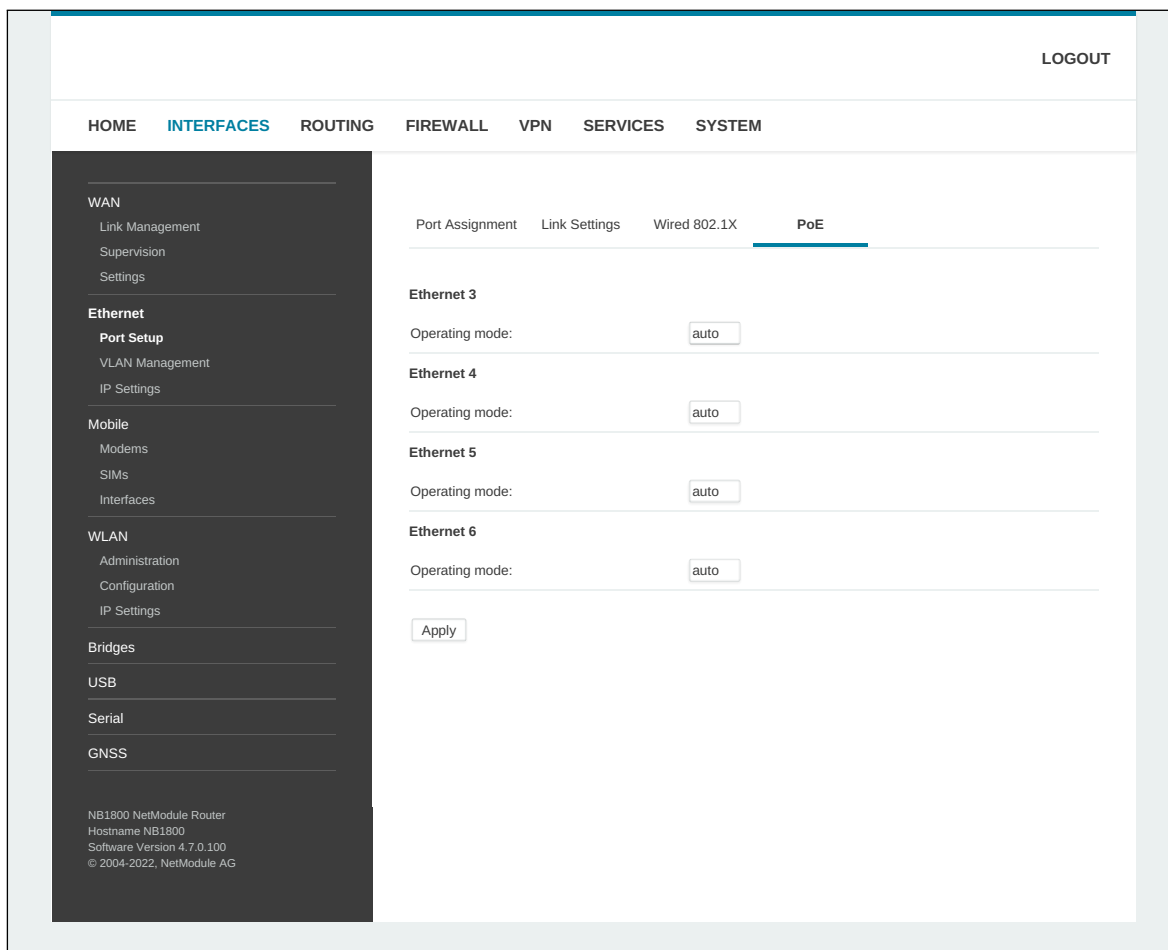 LOGOUT
HOME INTERFACES ROUTING FIREWALL VPN SERVICES SYSTEM
WAN
Link Management
Supervision
Settings
Ethernet
Port Setup
VLAN Management
IP Settings
Mobile
Modems
SIMs
Interfaces
WLAN
Administration
Configuration
IP Settings
Bridges
USB
Serial
GNSS
NB1800 NetModule Router
Hostname NB1800
Software Version 4.7.0.100
© 2004-2022, NetModule AG
Port Assignment Link Settings Wired 802.1X PoE
Ethernet 3
Operating mode: auto
Ethernet 4
Operating mode: auto
Ethernet 5
Operating mode: auto
Ethernet 6
Operating mode: auto
Apply